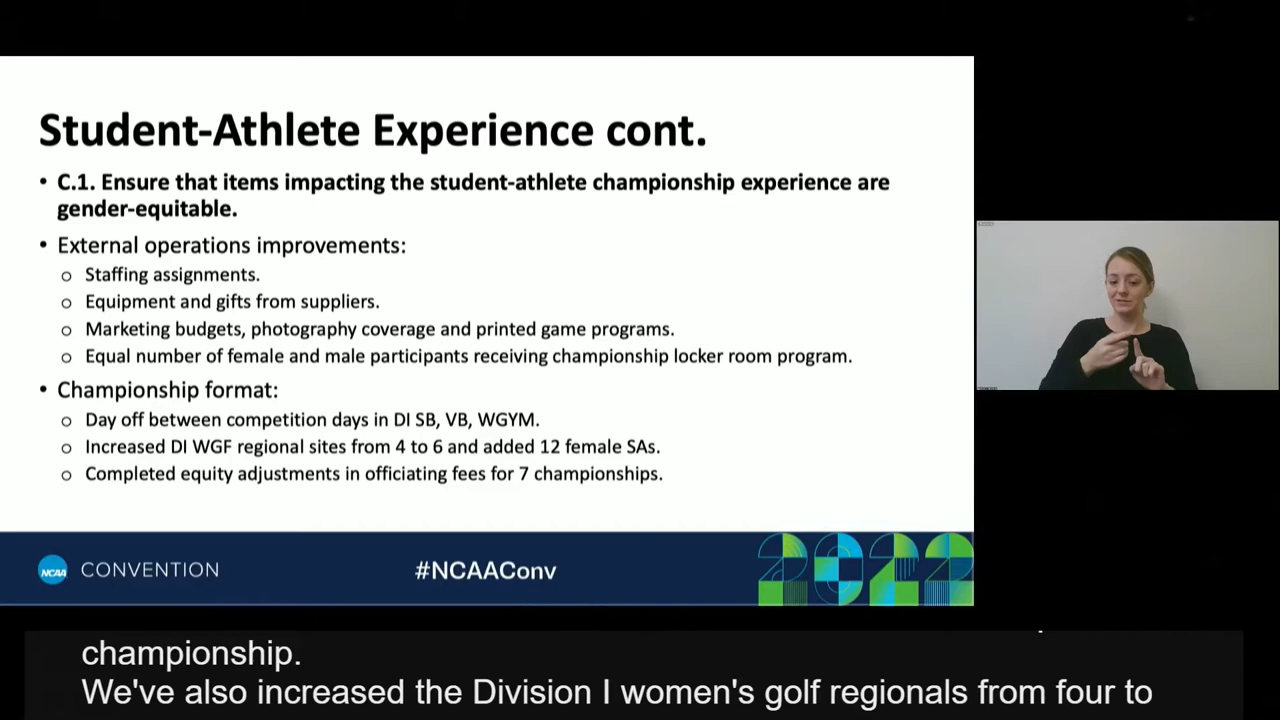 Student-Athlete Experience cont.
• C.1. Ensure that items impacting the student-athlete championship experience are
gender-equitable.
• External operations improvements:
o Staffing assignments.
o Equipment and gifts from suppliers.
o Marketing budgets, photography coverage and printed game programs.
o Equal number of female and male participants receiving championship locker room program.
• Championship format:
o Day off between competition days in DI SB, VB, WGYM.
o Increased DI WGF regional sites from 4 to 6 and added 12 female SAs.
o Completed equity adjustments in officiating fees for 7 championships.
NCAA CONVENTION
#NCAAConv
2022
championship.
We've also increased the Division I women's golf regionals from four to